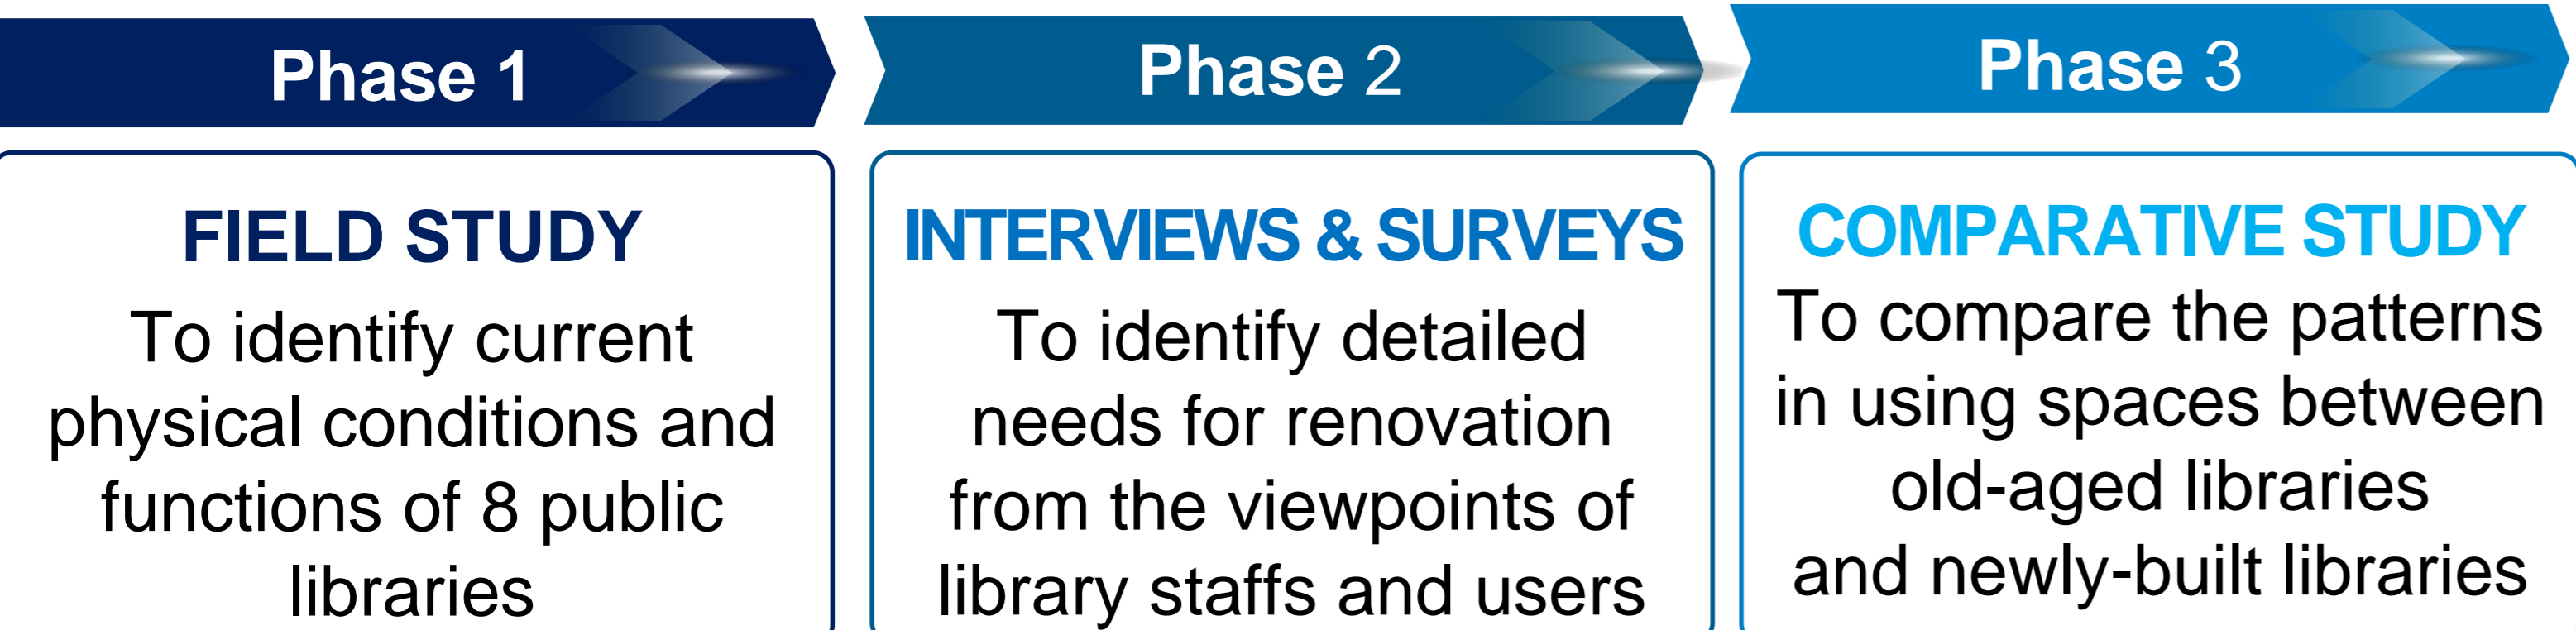 Phase 1
FIELD STUDY
To identify current
physical conditions and
functions of 8 public
libraries
Phase 2
INTERVIEWS & SURVEYS
To identify detailed
needs for renovation
from the viewpoints of
library staffs and users
Phase 3
COMPARATIVE STUDY
To compare the patterns
in using spaces between
old-aged libraries
and newly-built libraries